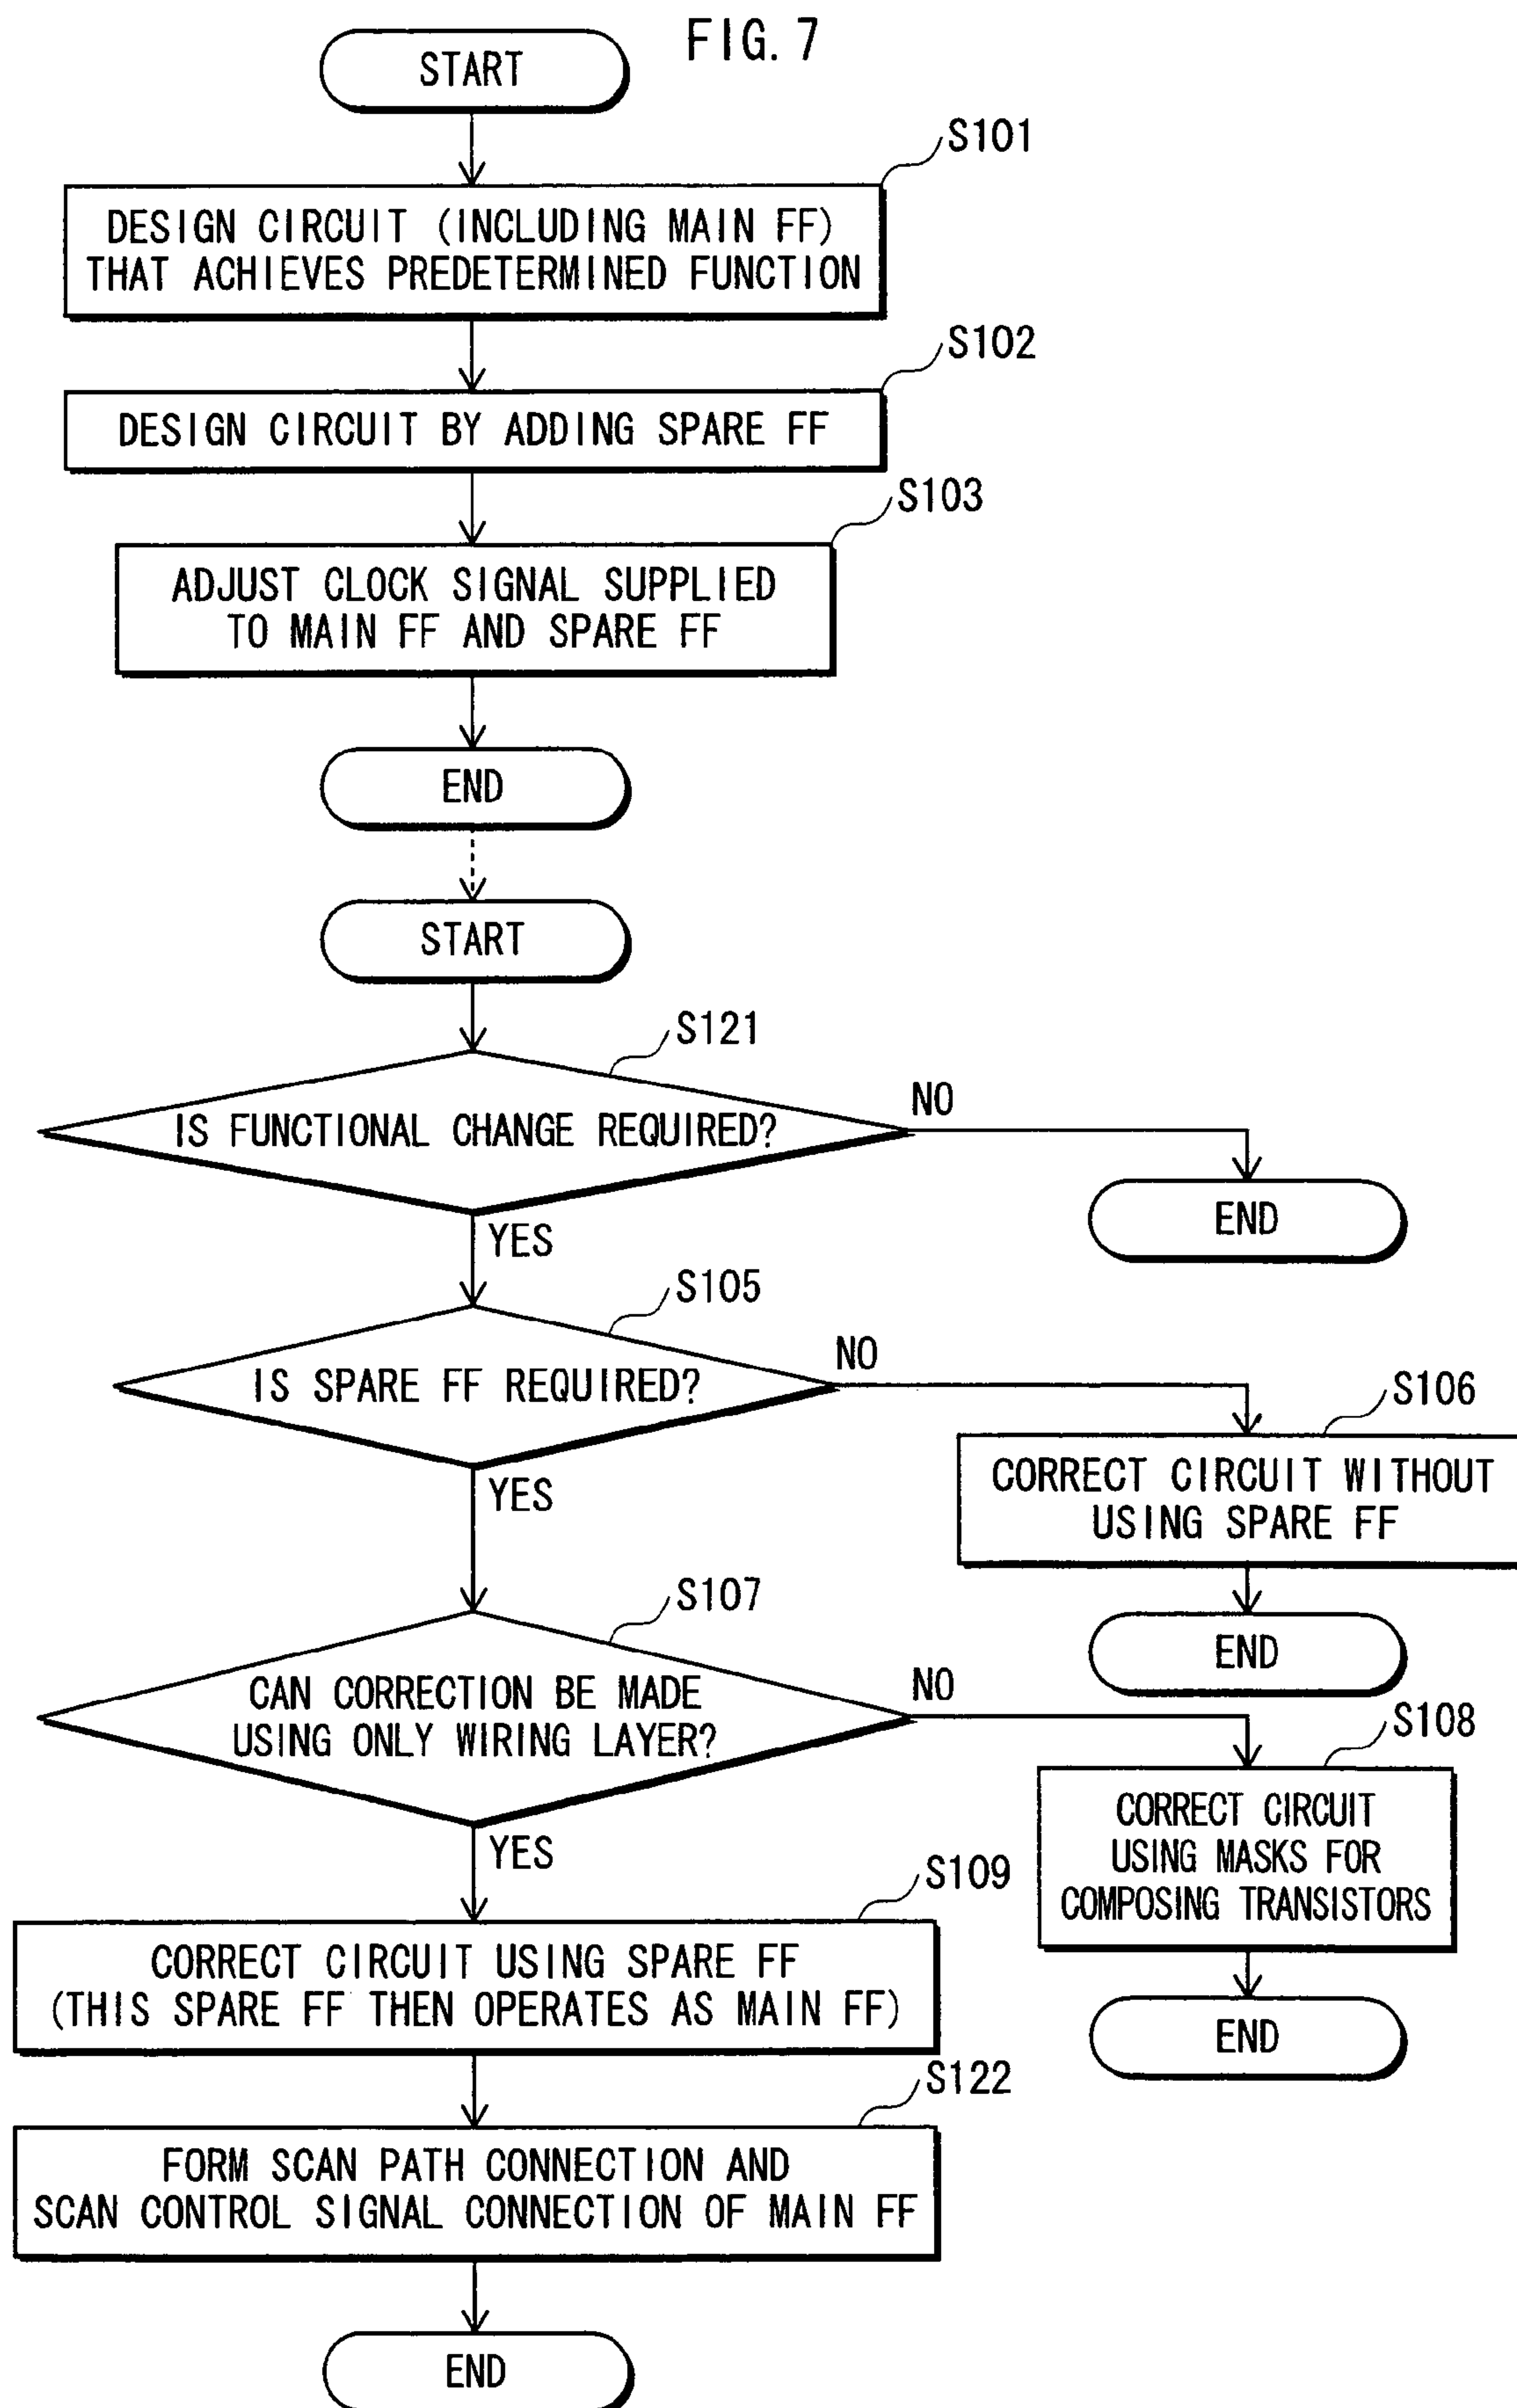 FIG. 7
START
S101
DESIGN CIRCUIT (INCLUDING MAIN FF)
THAT ACHIEVES PREDETERMINED FUNCTION
S102
DESIGN CIRCUIT BY ADDING SPARE FF
S103
ADJUST CLOCK SIGNAL SUPPLIED
TO MAIN FF AND SPARE FF
END
START
S121
IS FUNCTIONAL CHANGE REQUIRED?
NO
END
YES
S105
IS SPARE FF REQUIRED?
NO
S106
CORRECT CIRCUIT WITHOUT
USING SPARE FF
END
YES
S107
CAN CORRECTION BE MADE
USING ONLY WIRING LAYER?
NO
S108
CORRECT CIRCUIT
USING MASKS FOR
COMPOSING TRANSISTORS
END
YES
S109
CORRECT CIRCUIT USING SPARE FF
(THIS SPARE FF THEN OPERATES AS MAIN FF)
S122
FORM SCAN PATH CONNECTION AND
SCAN CONTROL SIGNAL CONNECTION OF MAIN FF
END